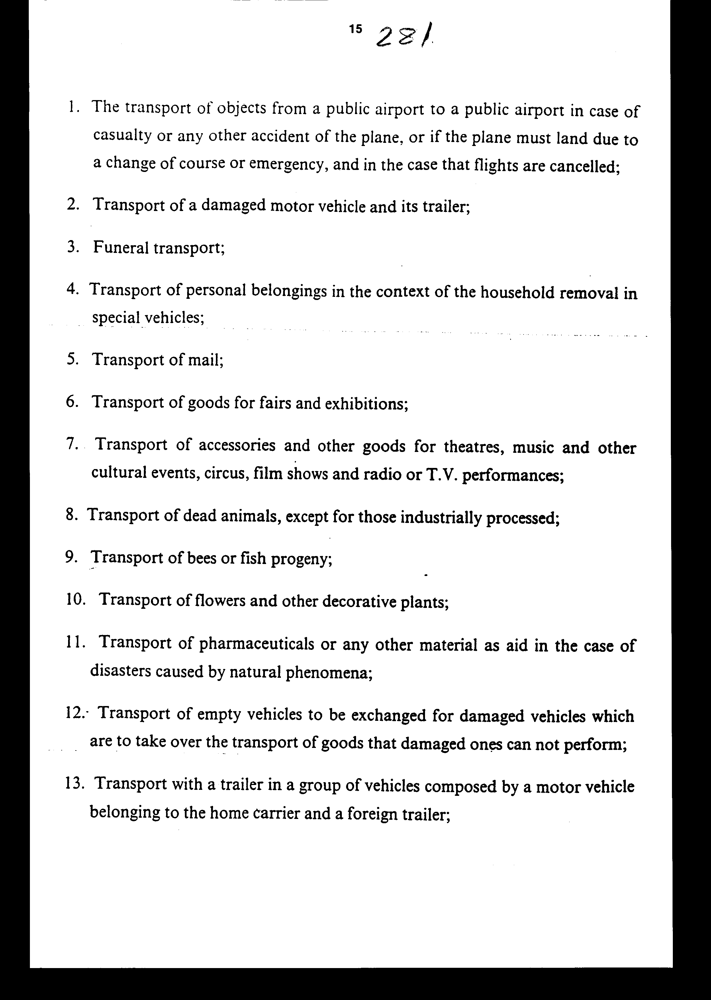 15 281
1. The transport of objects from a public airport to a public airport in case of
casualty or any other accident of the plane, or if the plane must land due to
a change of course or emergency, and in the case that flights are cancelled;
2. Transport of a damaged motor vehicle and its trailer;
3. Funeral transport;
4. Transport of personal belongings in the context of the household removal in
special vehicles;
5. Transport of mail;
6. Transport of goods for fairs and exhibitions;
7. Transport of accessories and other goods for theatres, music and other
cultural events, circus, film shows and radio or T.V. performances;
8. Transport of dead animals, except for those industrially processed;
9. Transport of bees or fish progeny;
10. Transport of flowers and other decorative plants;
11. Transport of pharmaceuticals or any other material as aid in the case of
disasters caused by natural phenomena;
12. Transport of empty vehicles to be exchanged for damaged vehicles which
are to take over the transport of goods that damaged ones can not perform;
13. Transport with a trailer in a group of vehicles composed by a motor vehicle
belonging to the home carrier and a foreign trailer;